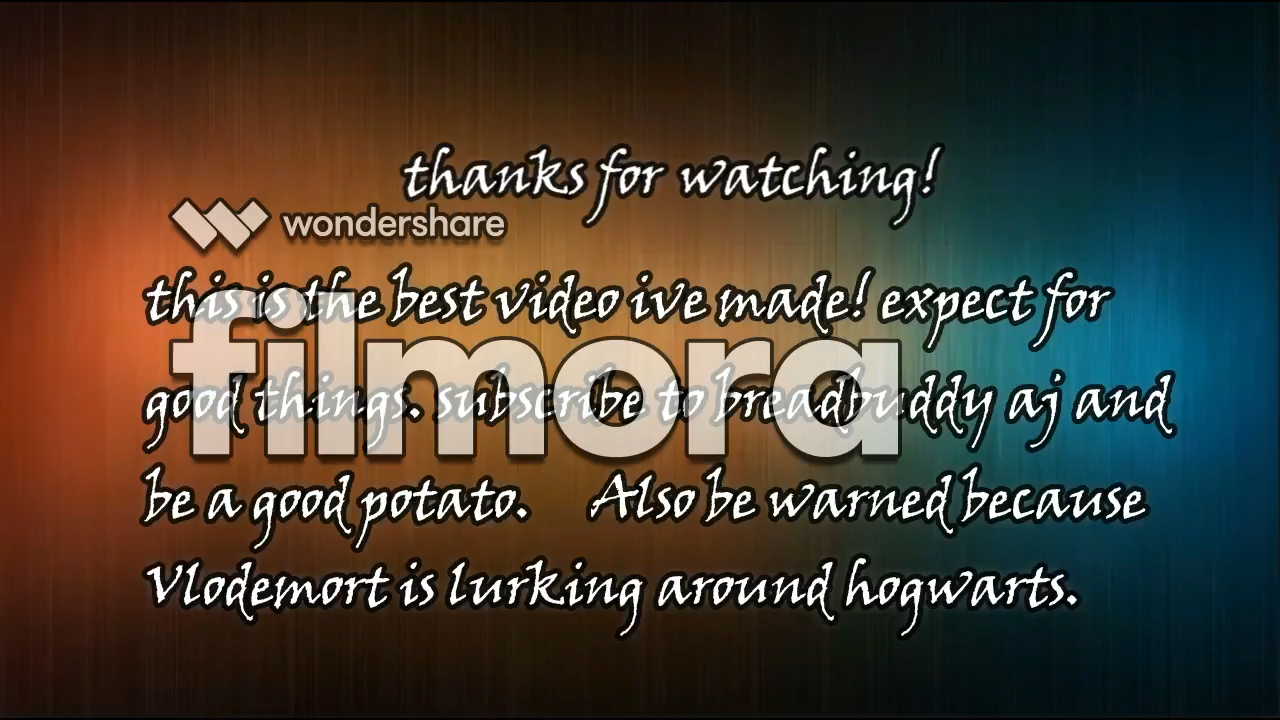 thanks for watching!
wondershare
filmora
this is the best video ive made! expect for
good things. subscribe to breadbuddy aj and
be a good potato. Also be warned because
Vlodemort is lurking around hogwarts.